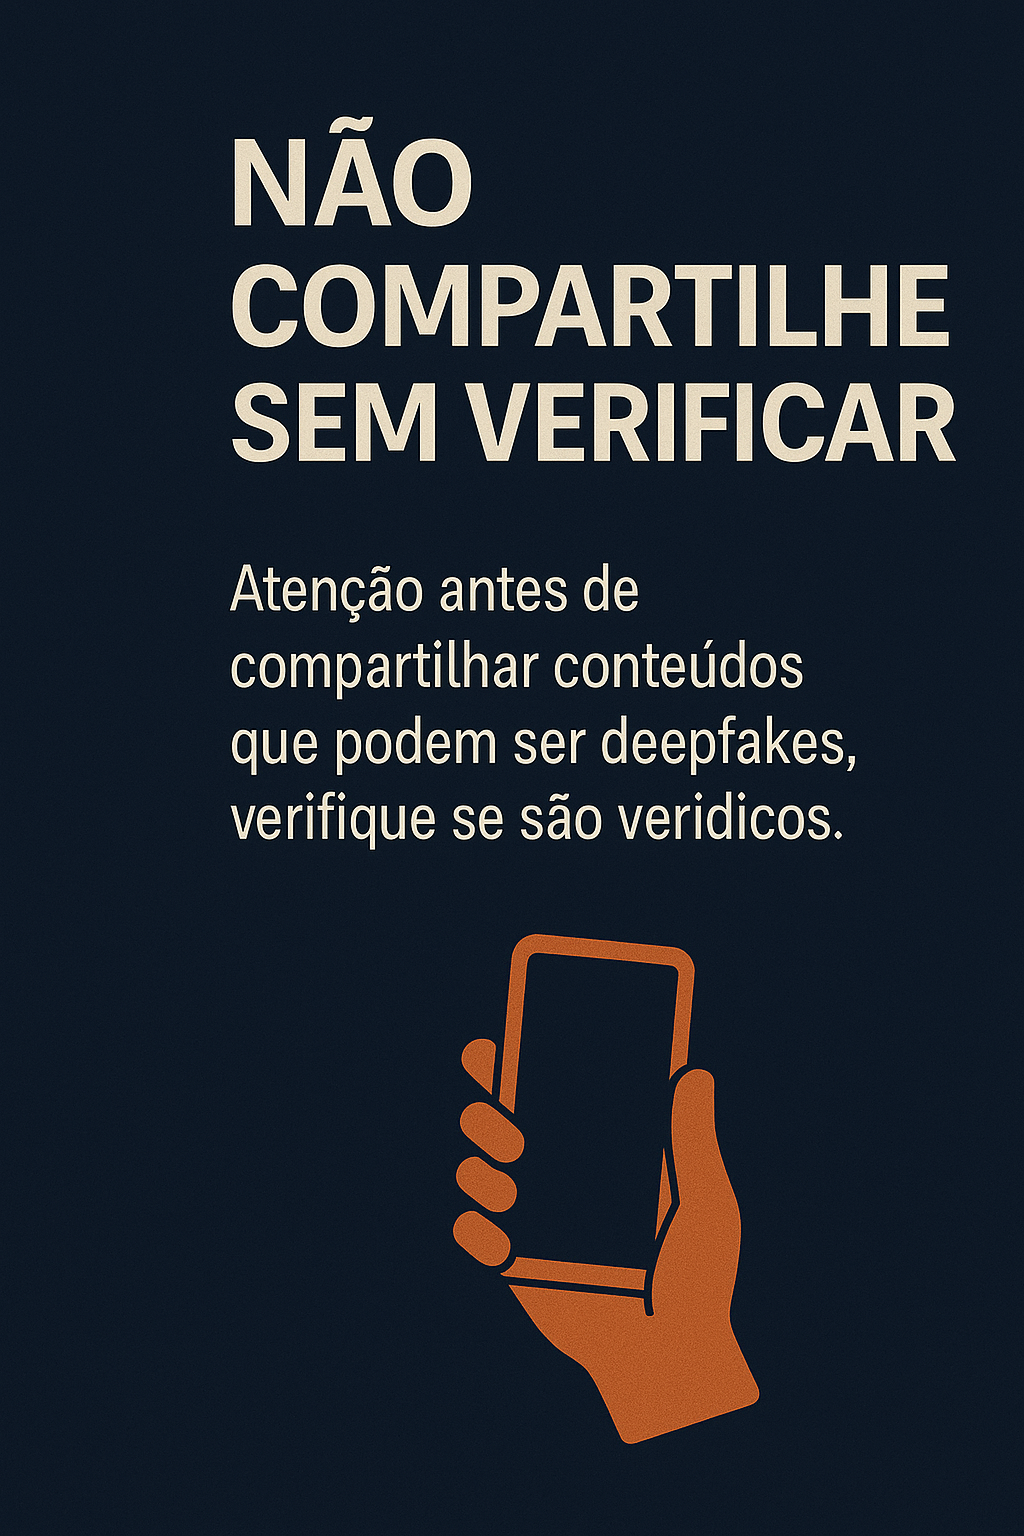 NÃO
COMPARTILHE
SEM VERIFICAR
Atenção antes de
compartilhar conteúdos
que podem ser deepfakes,
verifique se são veridicos.